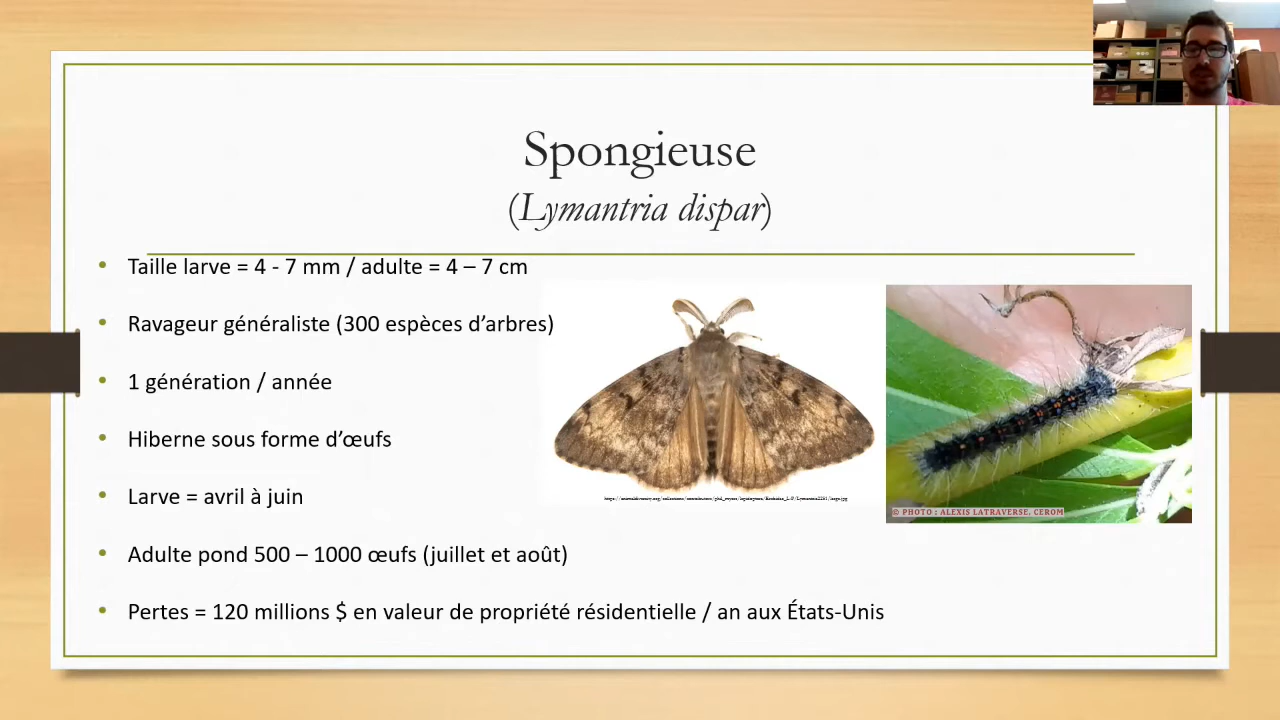 Spongieuse
(Lymantria dispar)
• Taille larve = 4 - 7 mm / adulte = 4 – 7 cm
• Ravageur généraliste (300 espèces d’arbres)
• 1 génération / année
• Hiberne sous forme d’œufs
• Larve = avril à juin
© PHOTO : ALEXIS LATRAVERSE, CEROM
• Adulte pond 500 – 1000 œufs (juillet et août)
• Pertes = 120 millions $ en valeur de propriété résidentielle / an aux États-Unis